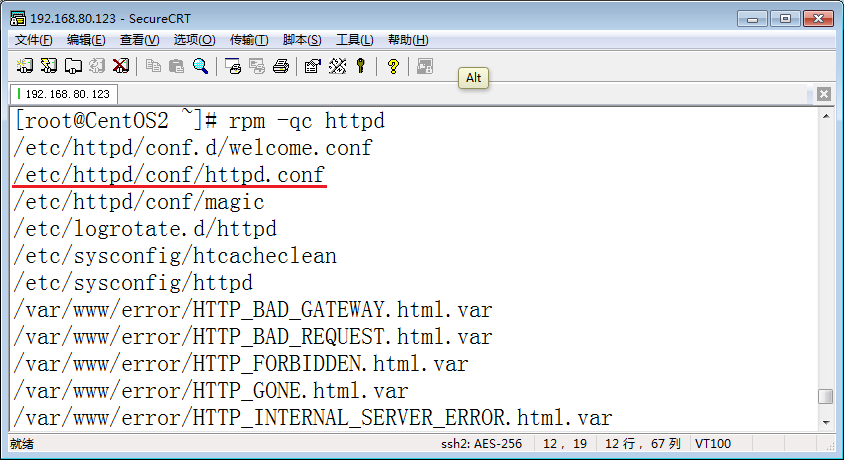 192.168.80.123 - SecureCRT
文件(F) 编辑(E) 查看(V) 选项(O) 传输(T) 脚本(S) 工具(L) 帮助(H)
Alt
192.168.80.123
[root@CentOS2 ~]# rpm -qc httpd
/etc/httpd/conf.d/welcome.conf
/etc/httpd/conf/httpd.conf
/etc/httpd/conf/magic
/etc/logrotate.d/httpd
/etc/sysconfig/htcacheclean
/etc/sysconfig/httpd
/var/www/error/HTTP_BAD_GATEWAY.html.var
/var/www/error/HTTP_BAD_REQUEST.html.var
/var/www/error/HTTP_FORBIDDEN.html.var
/var/www/error/HTTP_GONE.html.var
/var/www/error/HTTP_INTERNAL_SERVER_ERROR.html.var
就绪 ssh2: AES-256 12, 19 12 行, 67 列 VT100